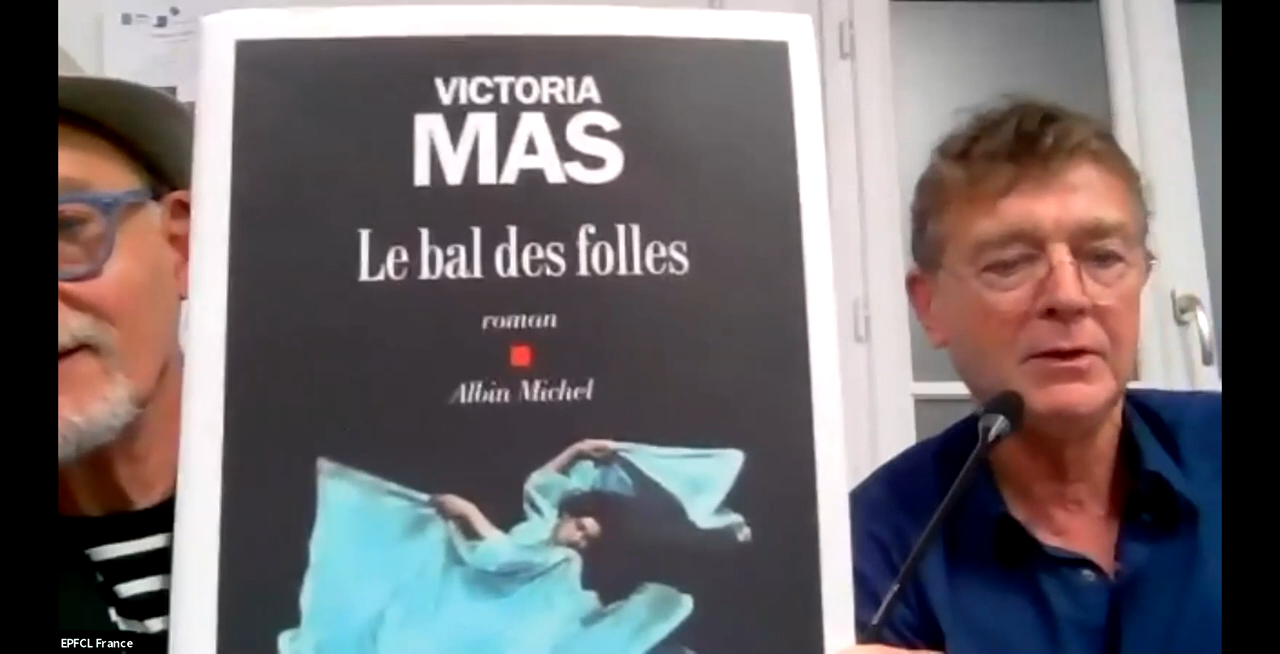 VICTORIA
MAS
Le bal des folles
roman
Albin Michel
EPFCL France